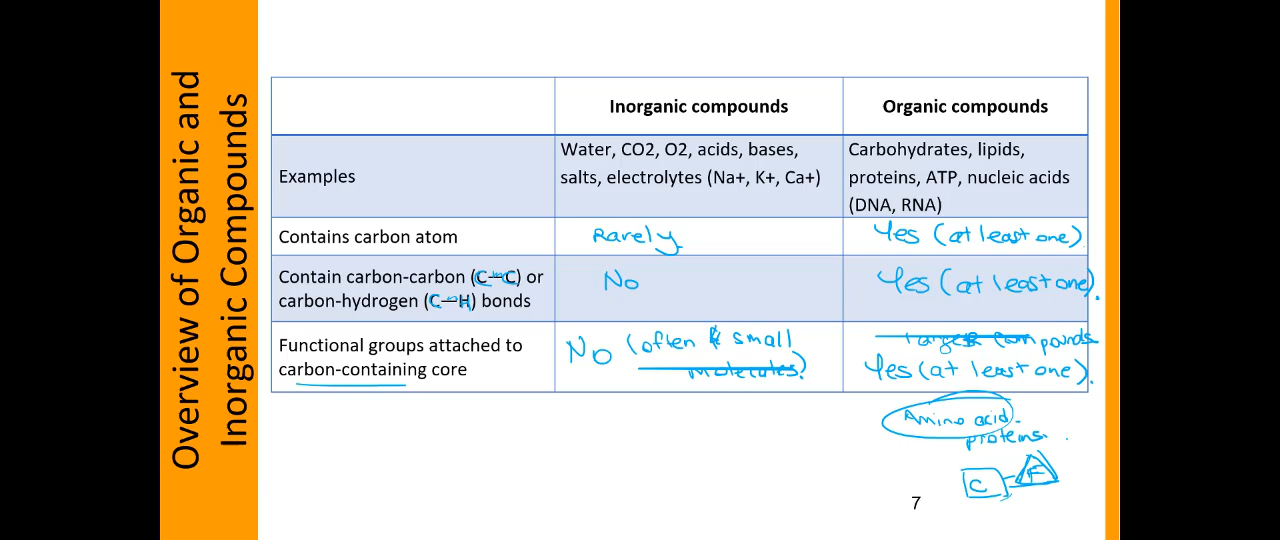 Overview of Organic and
Inorganic Compounds
Inorganic compounds
Organic compounds
Examples
Water, CO2, O2, acids, bases,
salts, electrolytes (Na+, K+, Ca+)
Carbohydrates, lipids,
proteins, ATP, nucleic acids
(DNA, RNA)
Contains carbon atom
Rarely
Yes (at least one).
Contain carbon-carbon (C—C) or
carbon-hydrogen (C—H) bonds
No
Yes (at least one).
Functional groups attached to
carbon-containing core
No (often & small
molecules)
larger compounds
Yes (at least one).
Amino acid-
proteins.
C
F
7